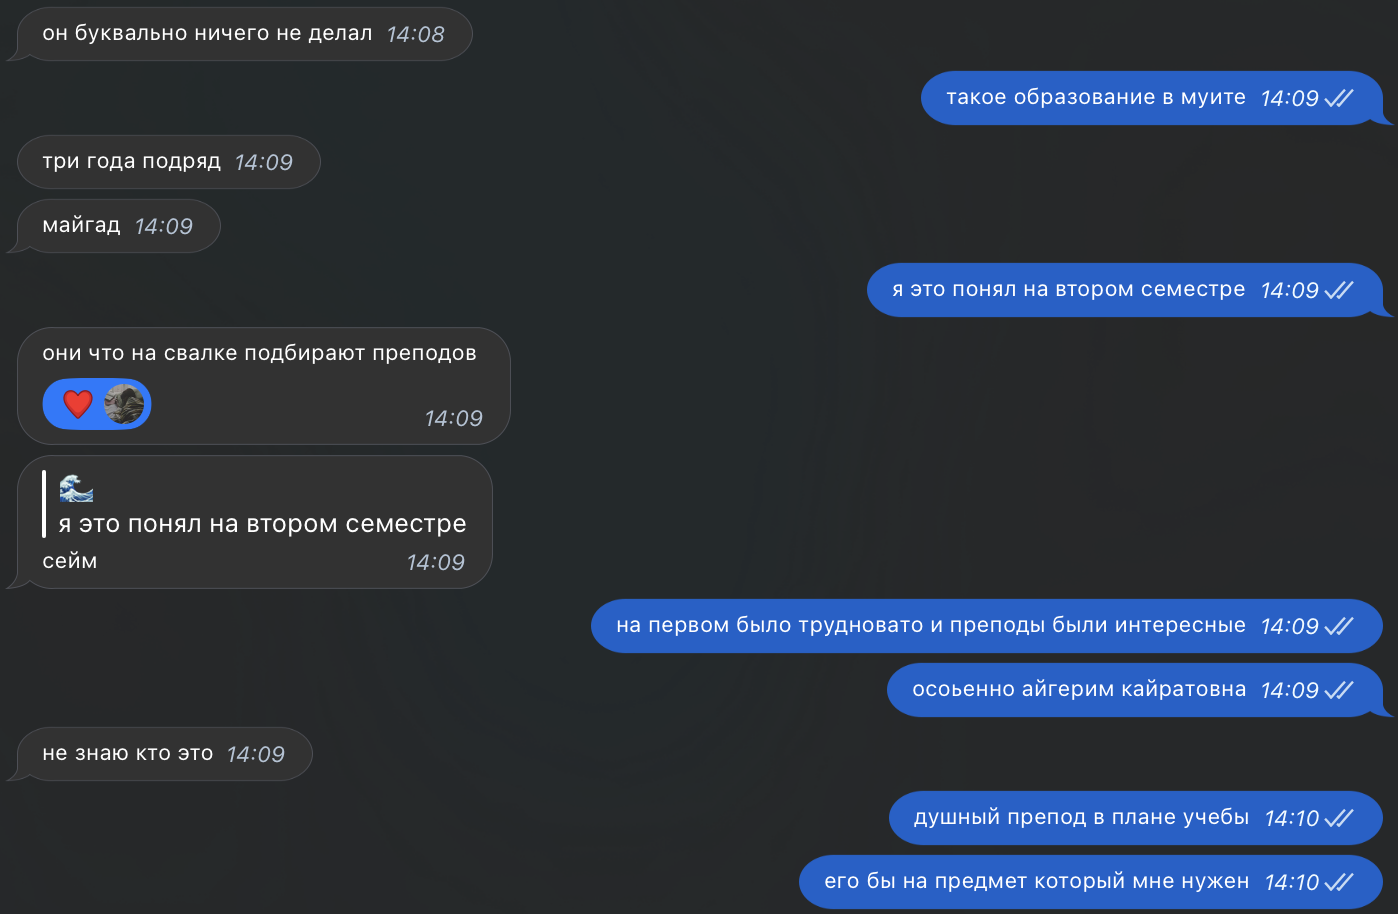 он буквально ничего не делал 14:08
такое образование в муите 14:09
три года подряд 14:09
майгад 14:09
я это понял на втором семестре 14:09
они что на свалке подбирают преподов
14:09
я это понял на втором семестре
сейм 14:09
на первом было трудновато и преподы были интересные 14:09
осоьенно айгерим кайратовна 14:09
не знаю кто это 14:09
душный препод в плане учебы 14:10
его бы на предмет который мне нужен 14:10